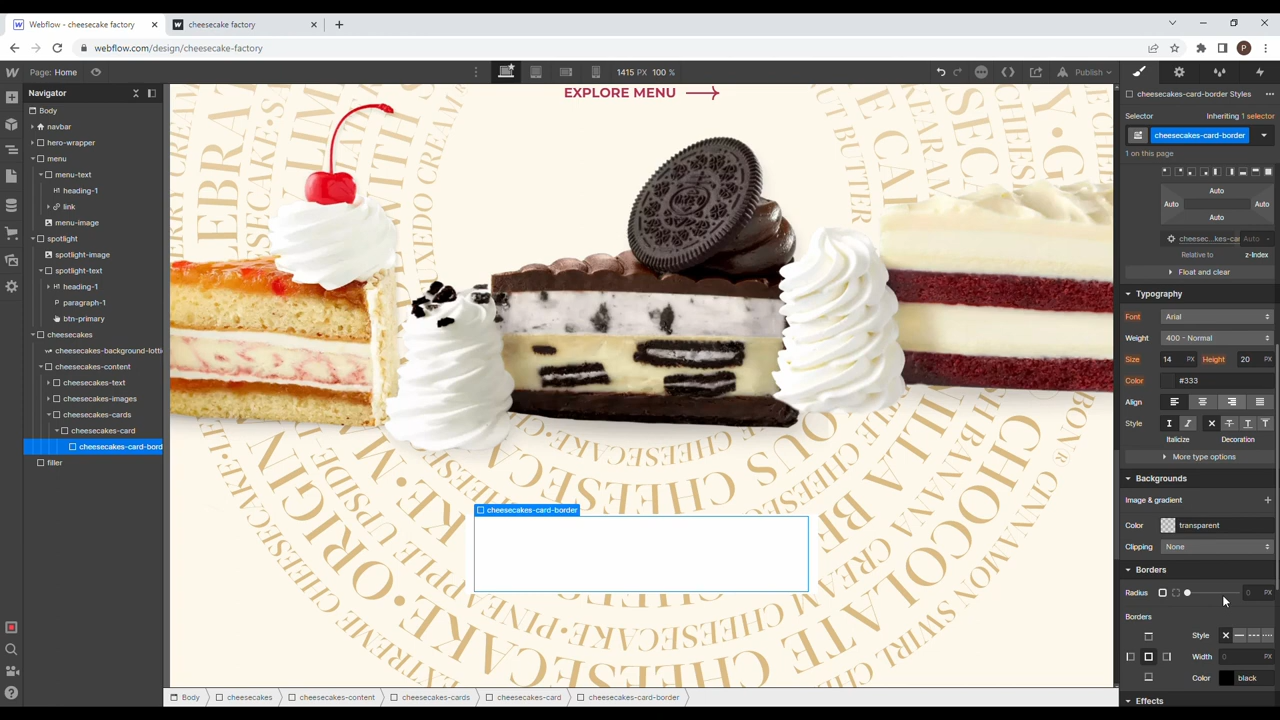 Webflow - cheesecake factory
cheesecake factory
webflow.com/design/cheesecake-factory
P
Page: Home
1415 PX 100 %
Publish
Navigator
Body
navbar
hero-wrapper
menu
menu-text
H1 heading-1
link
menu-image
spotlight
spotlight-image
spotlight-text
H1 heading-1
P paragraph-1
btn-primary
cheesecakes
cheesecakes-background-lotti
cheesecakes-content
cheesecakes-text
cheesecakes-images
cheesecakes-cards
cheesecakes-card
cheesecakes-card-bord
filler
EXPLORE MENU
cheesecakes-card-border
Body
cheesecakes
cheesecakes-content
cheesecakes-cards
cheesecakes-card
cheesecakes-card-border
cheesecakes-card-border Styles
Selector Inheriting 1 selector
cheesecakes-card-border
1 on this page
Auto
Auto Auto
Auto
cheesec...kes-car Auto
Relative to z-Index
Float and clear
Typography
Font Arial
Weight 400 - Normal
Size 14 PX Height 20 PX
Color #333
Align
Style
Italicize Decoration
More type options
Backgrounds
Image & gradient
Color transparent
Clipping None
Borders
Radius 0 PX
Borders
Style
Width 0 PX
Color black
Effects